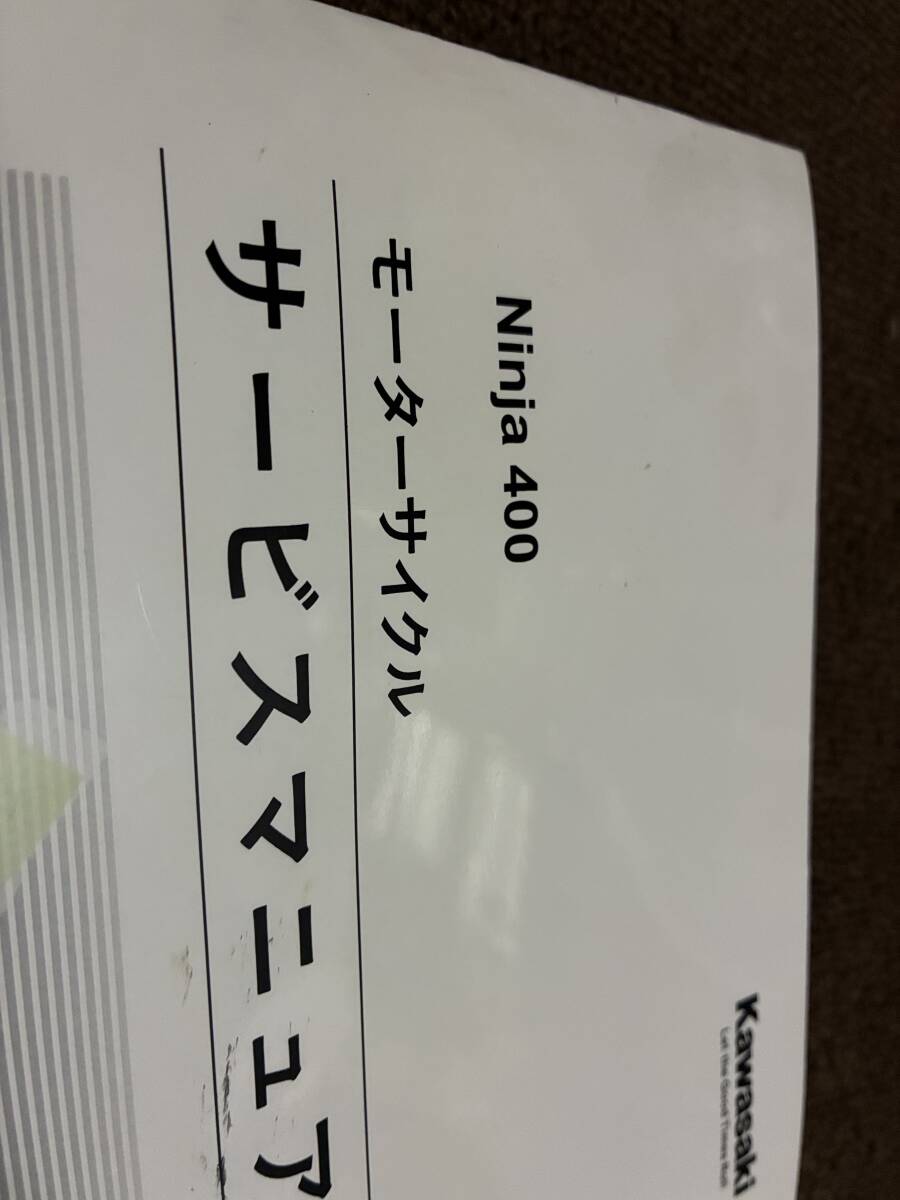 Kawasaki
Let the Good Times Roll
Ninja 400
モーターサイクル
サービスマニュア